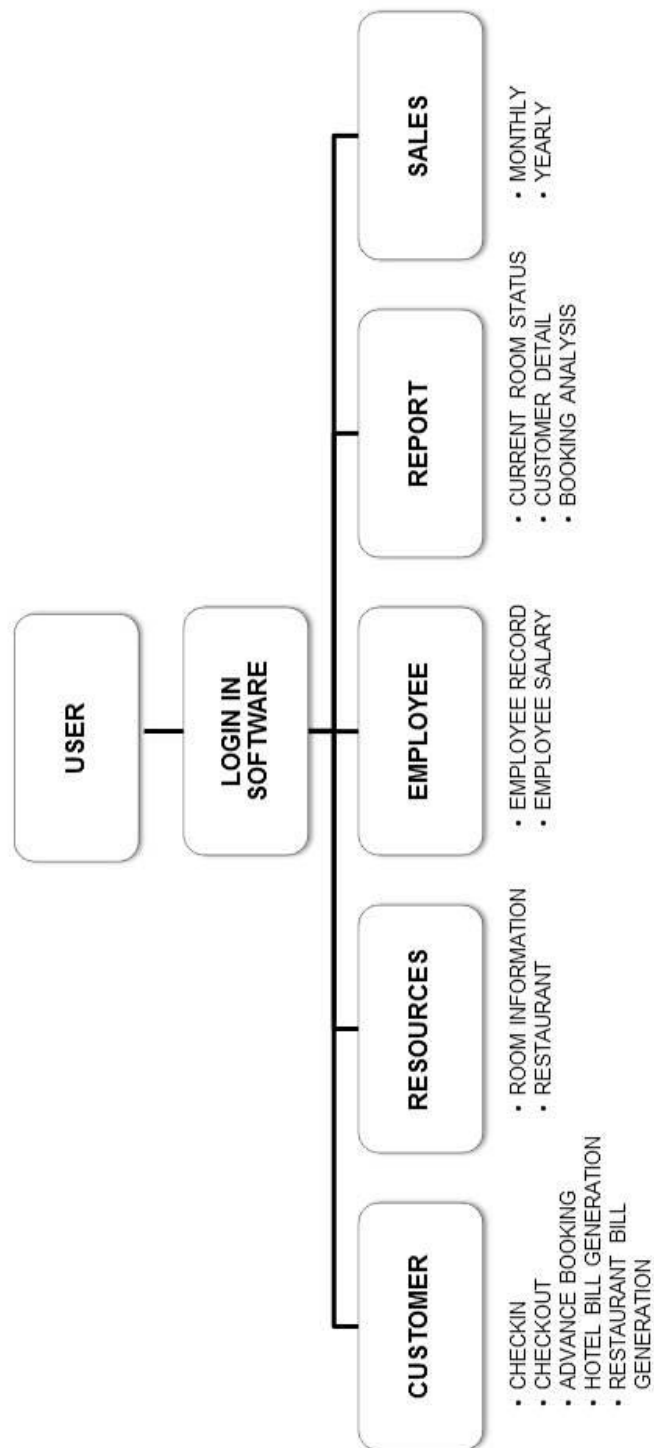 USER
LOGIN IN
SOFTWARE
CUSTOMER
• CHECKIN
• CHECKOUT
• ADVANCE BOOKING
• HOTEL BILL GENERATION
• RESTAURANT BILL
GENERATION
RESOURCES
• ROOM INFORMATION
• RESTAURANT
EMPLOYEE
• EMPLOYEE RECORD
• EMPLOYEE SALARY
REPORT
• CURRENT ROOM STATUS
• CUSTOMER DETAIL
• BOOKING ANALYSIS
SALES
• MONTHLY
• YEARLY